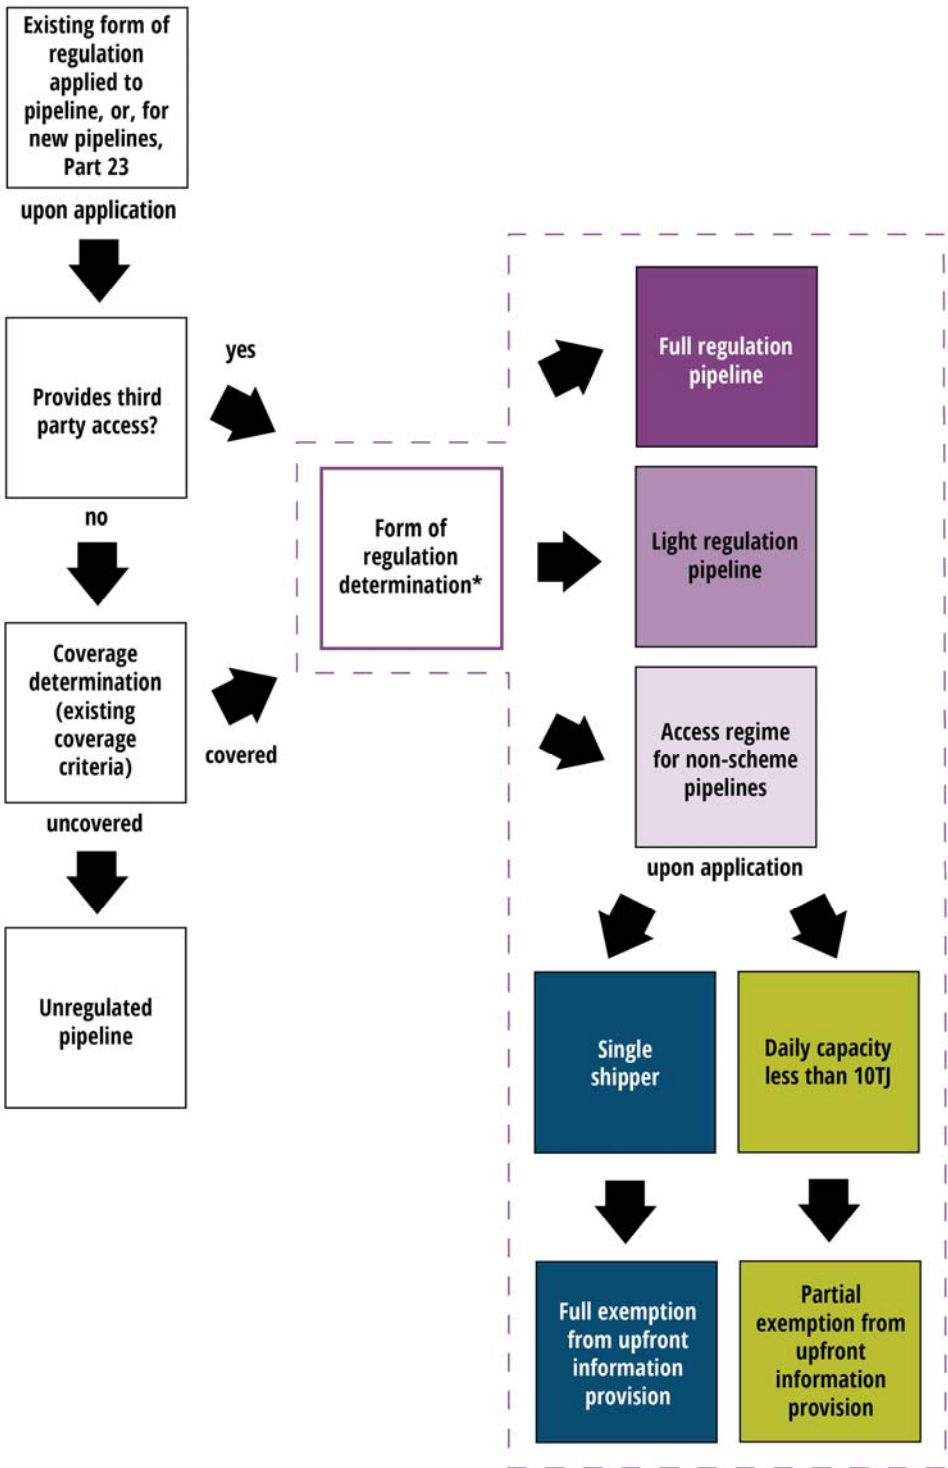 Existing form of
regulation
applied to
pipeline, or, for
new pipelines,
Part 23
upon application
Provides third
party access?
yes
no
Coverage
determination
(existing
coverage
criteria)
covered
uncovered
Unregulated
pipeline
Form of
regulation
determination*
Full regulation
pipeline
Light regulation
pipeline
Access regime
for non-scheme
pipelines
upon application
Single
shipper
Daily capacity
less than 10TJ
Full exemption
from upfront
information
provision
Partial
exemption from
upfront
information
provision